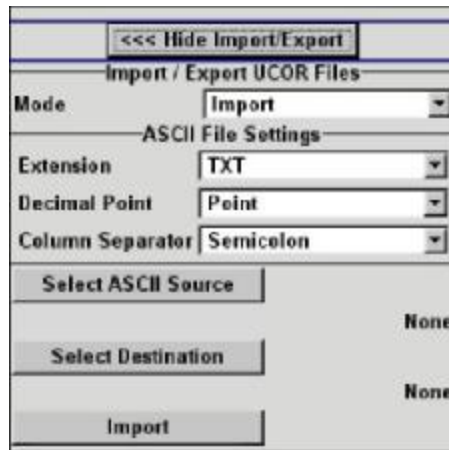 <<< Hide Import/Export
Import / Export UCOR Files
Mode Import
ASCII File Settings
Extension TXT
Decimal Point Point
Column Separator Semicolon
Select ASCII Source
None
Select Destination
None
Import